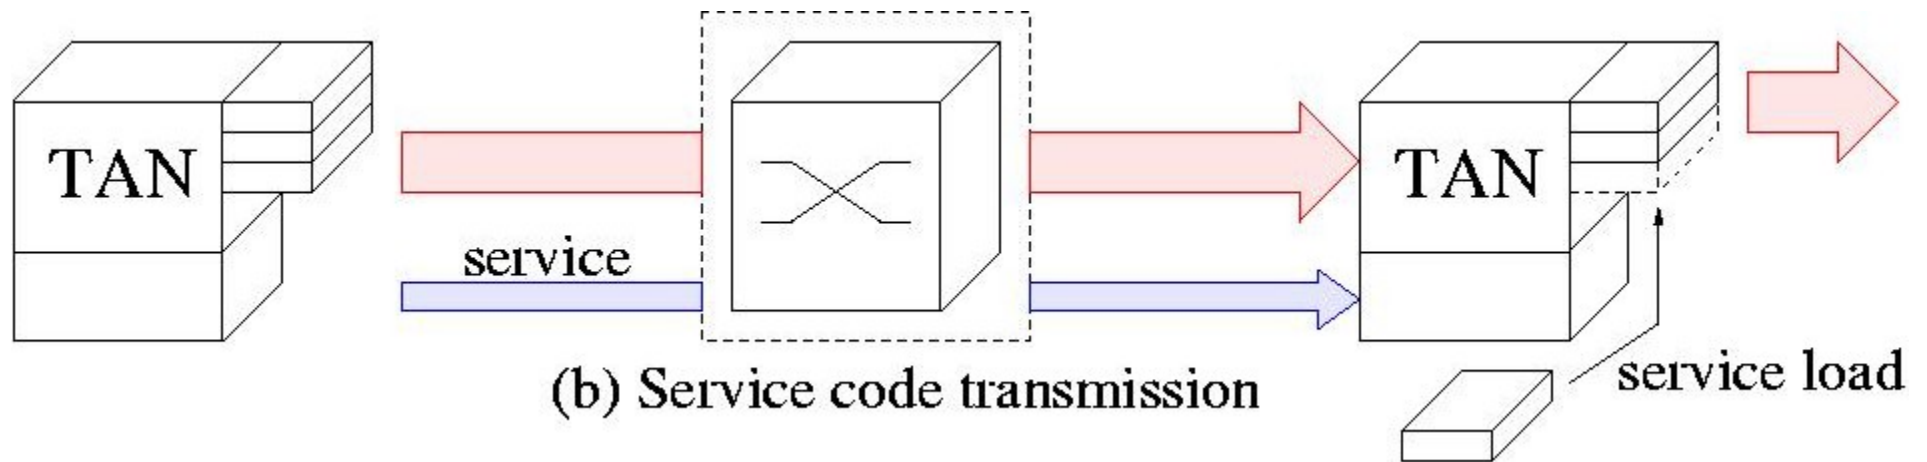 TAN
TAN
service
service load
(b) Service code transmission